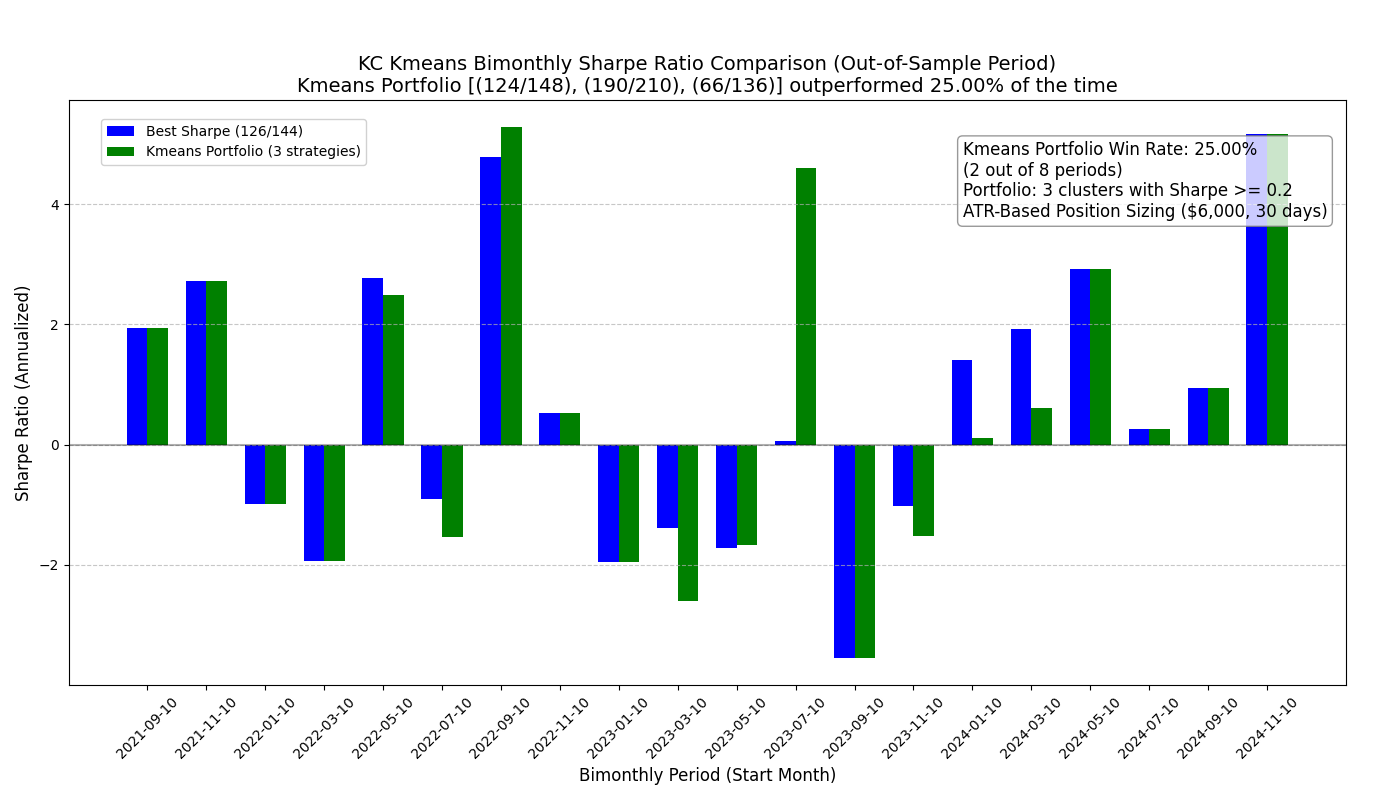 KC Kmeans Bimonthly Sharpe Ratio Comparison (Out-of-Sample Period)
Kmeans Portfolio [(124/148), (190/210), (66/136)] outperformed 25.00% of the time
Best Sharpe (126/144)
Kmeans Portfolio (3 strategies)
Kmeans Portfolio Win Rate: 25.00%
(2 out of 8 periods)
Portfolio: 3 clusters with Sharpe >= 0.2
ATR-Based Position Sizing ($6,000, 30 days)
Sharpe Ratio (Annualized)
4
2
0
−2
2021-09-10
2021-11-10
2022-01-10
2022-03-10
2022-05-10
2022-07-10
2022-09-10
2022-11-10
2023-01-10
2023-03-10
2023-05-10
2023-07-10
2023-09-10
2023-11-10
2024-01-10
2024-03-10
2024-05-10
2024-07-10
2024-09-10
2024-11-10
Bimonthly Period (Start Month)